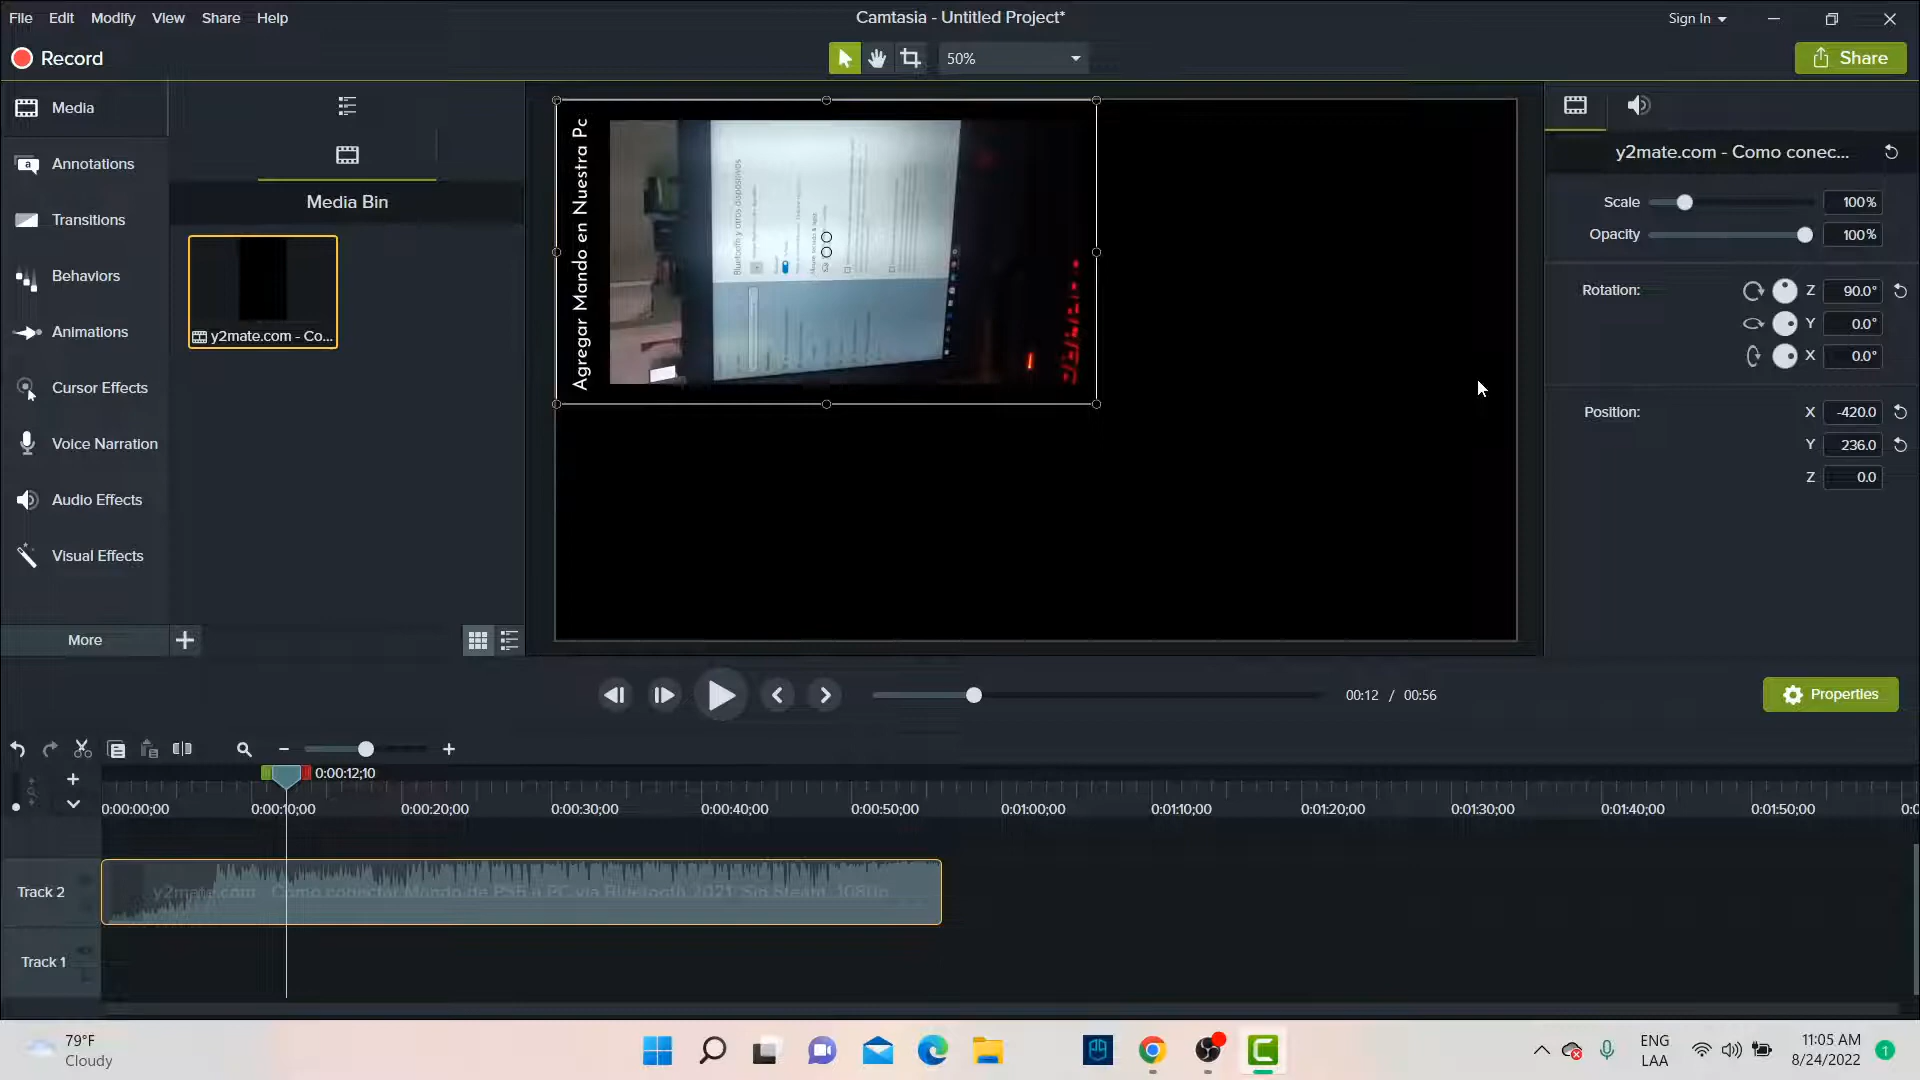 File Edit Modify View Share Help
Camtasia - Untitled Project*
Sign In
Record
50%
Share
Media
Annotations
Transitions
Behaviors
Animations
Cursor Effects
Voice Narration
Audio Effects
Visual Effects
More
Media Bin
y2mate.com - Co...
Agregar Mando en Nuestra Pc
Bluetooth y otros dispositivos
y2mate.com - Como conec...
Scale 100%
Opacity 100%
Rotation: Z 90.0°
Y 0.0°
X 0.0°
Position: X -420.0
Y 236.0
Z 0.0
00:12 / 00:56
Properties
0:00:12;10
0:00:00;00 0:00:10;00 0:00:20;00 0:00:30;00 0:00:40;00 0:00:50;00 0:01:00;00 0:01:10;00 0:01:20;00 0:01:30;00 0:01:40;00 0:01:50;00
Track 2
y2mate.com - Como conectar Mando de PS5 a PC via Bluetooth 2021 Sin Steam_1080p
Track 1
79°F
Cloudy
ENG
LAA
11:05 AM
8/24/2022
1